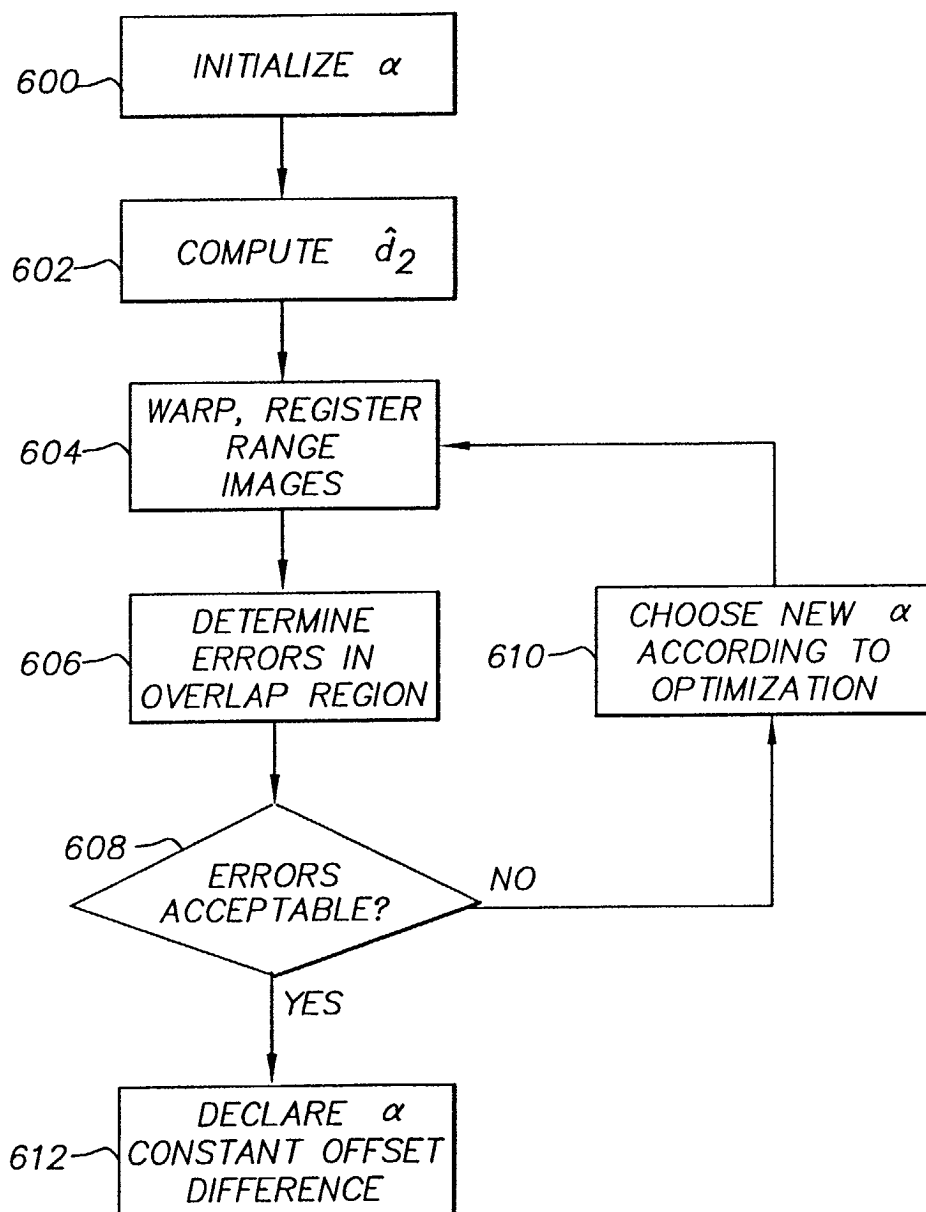 600
INITIALIZE α
602
COMPUTE d̂₂
604
WARP, REGISTER
RANGE
IMAGES
606
DETERMINE
ERRORS IN
OVERLAP REGION
610
CHOOSE NEW α
ACCORDING TO
OPTIMIZATION
608
ERRORS
ACCEPTABLE?
NO
YES
612
DECLARE α
CONSTANT OFFSET
DIFFERENCE